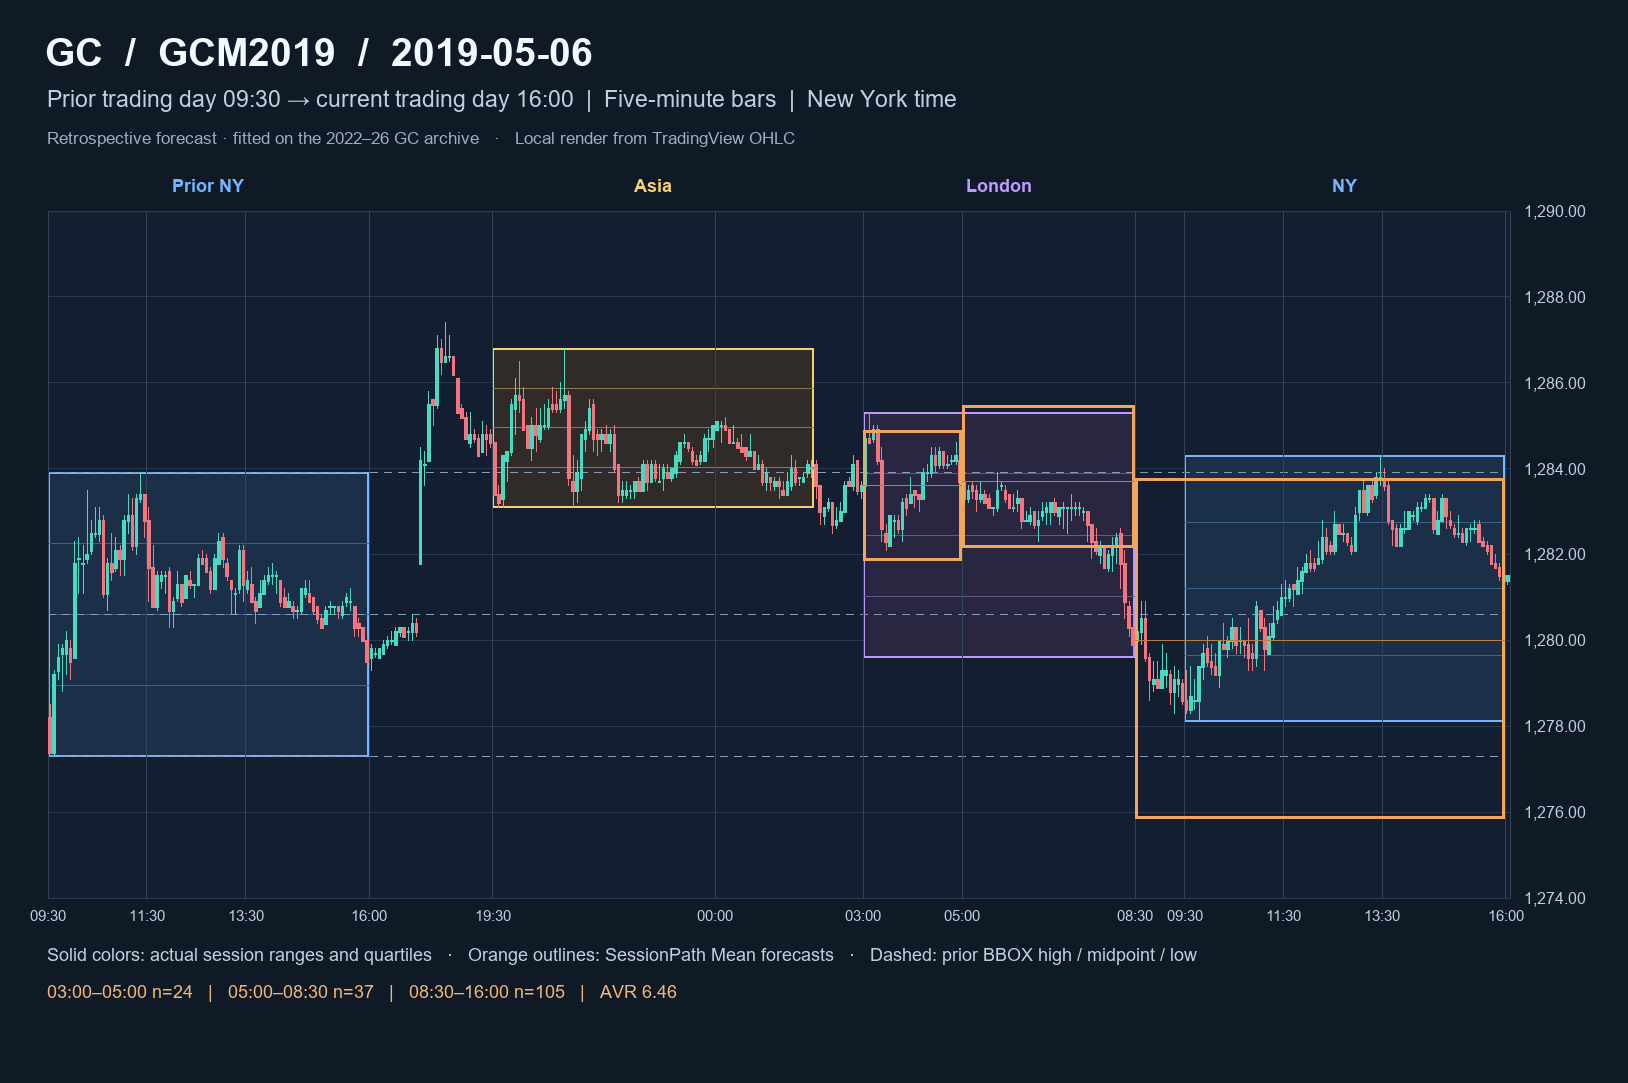 GC / GCM2019 / 2019-05-06
Prior trading day 09:30 → current trading day 16:00 | Five-minute bars | New York time
Retrospective forecast · fitted on the 2022–26 GC archive · Local render from TradingView OHLC
Prior NY Asia London NY
1,290.00
1,288.00
1,286.00
1,284.00
1,282.00
1,280.00
1,278.00
1,276.00
1,274.00
09:30 11:30 13:30 16:00 19:30 00:00 03:00 05:00 08:30 09:30 11:30 13:30 16:00
Solid colors: actual session ranges and quartiles · Orange outlines: SessionPath Mean forecasts · Dashed: prior BBOX high / midpoint / low
03:00–05:00 n=24 | 05:00–08:30 n=37 | 08:30–16:00 n=105 | AVR 6.46